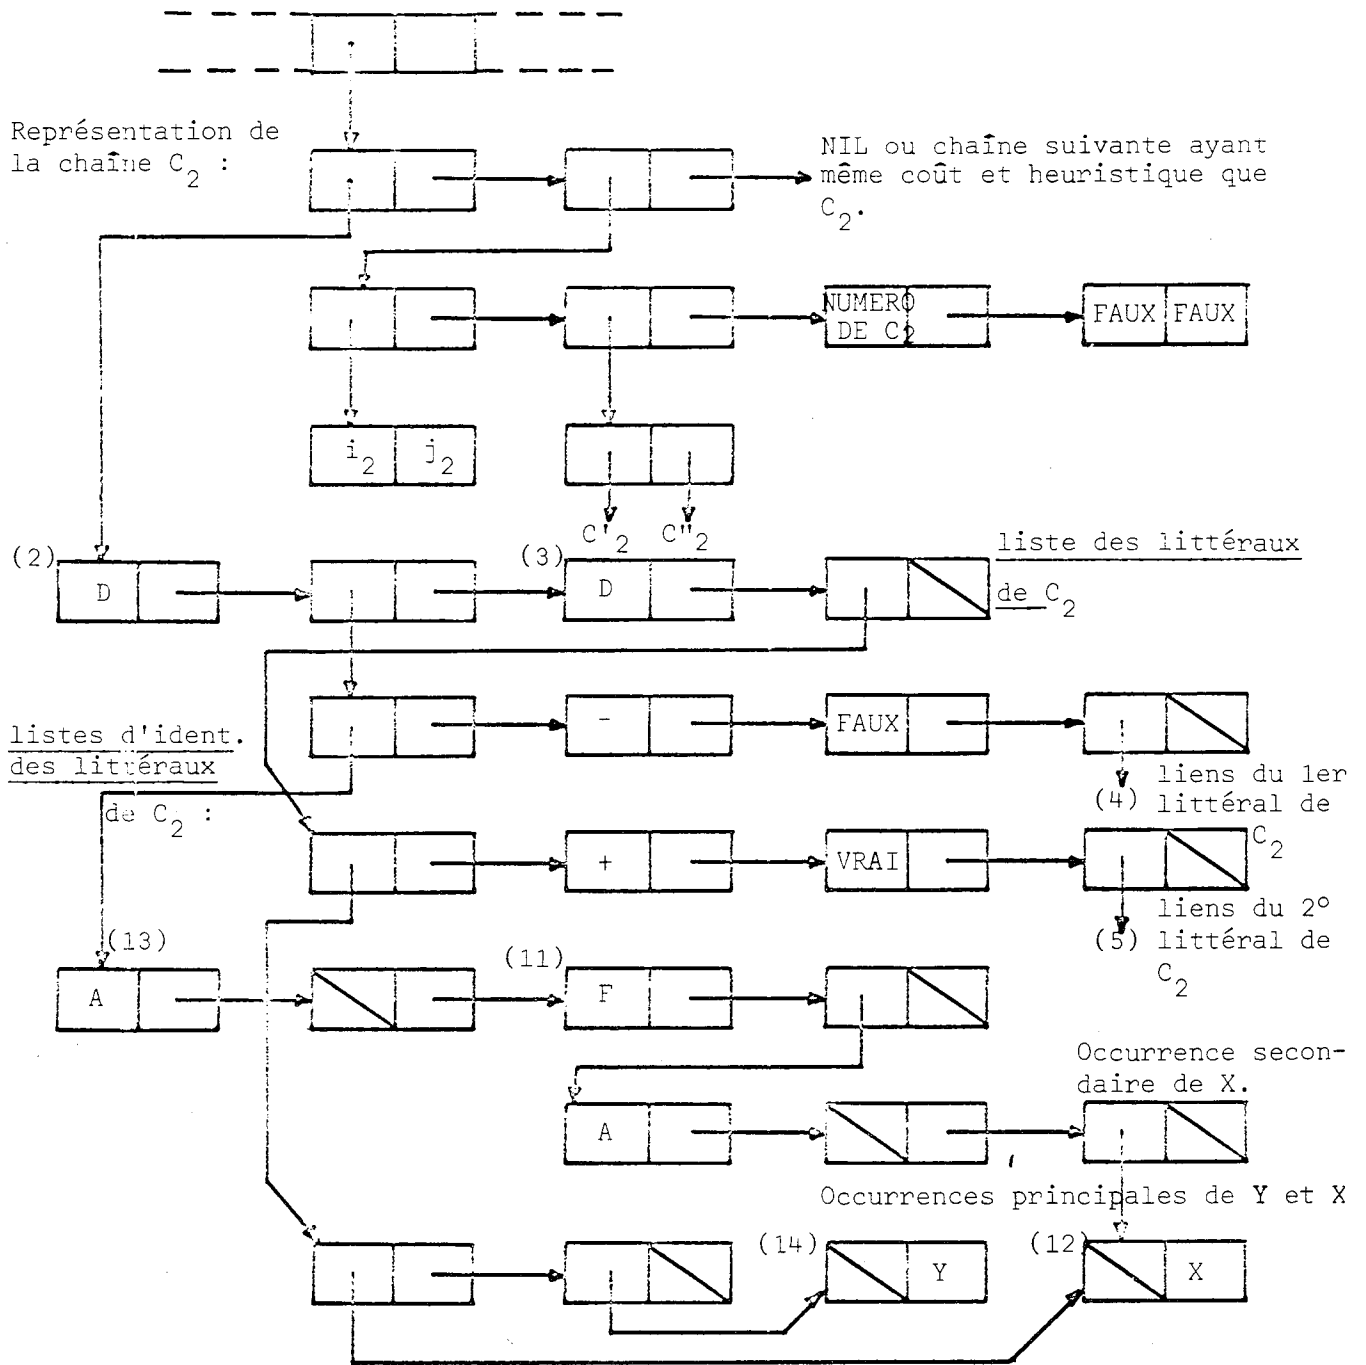 Représentation de
la chaîne C2 :
NIL ou chaîne suivante ayant
même coût et heuristique que
C2.
NUMERO
DE C2
FAUX FAUX
i2 j2
C'2 C"2
(2) D
(3) D
liste des littéraux
de C2
- FAUX
listes d'ident.
des littéraux
de C2 :
(4) liens du 1er
littéral de
C2
+ VRAI
(5) liens du 2°
littéral de
C2
(13) A
(11) F
Occurrence secon-
daire de X.
A
Occurrences principales de Y et X
(14) Y
(12) X